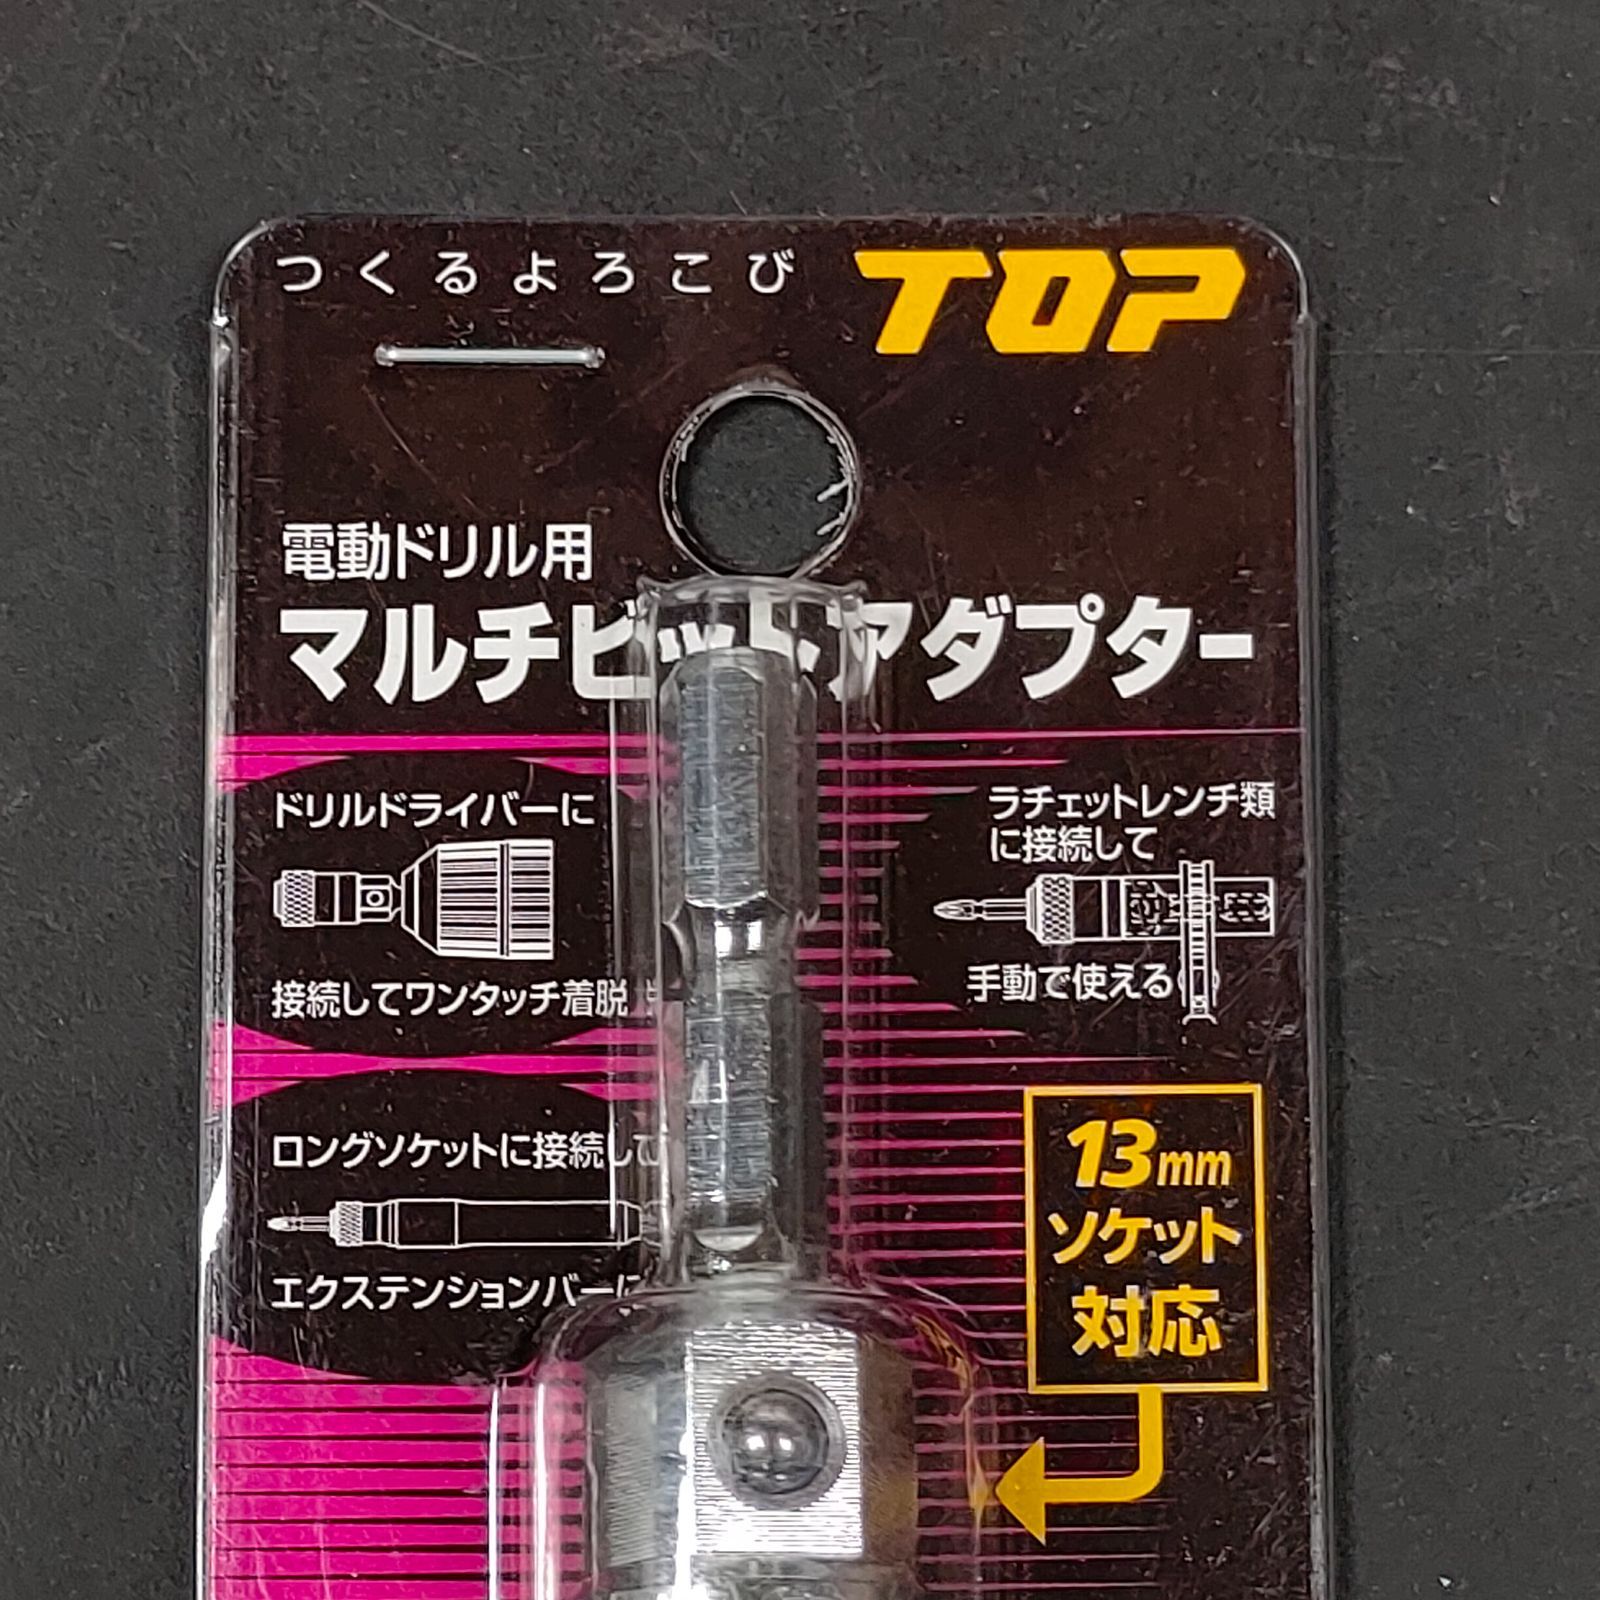 つくるよろこび
TOP
電動ドリル用
マルチビットアダプター
ドリルドライバーに
接続してワンタッチ着脱
ラチェットレンチ類
に接続して
手動で使える
ロングソケットに接続して
エクステンションバーに
13mm
ソケット
対応